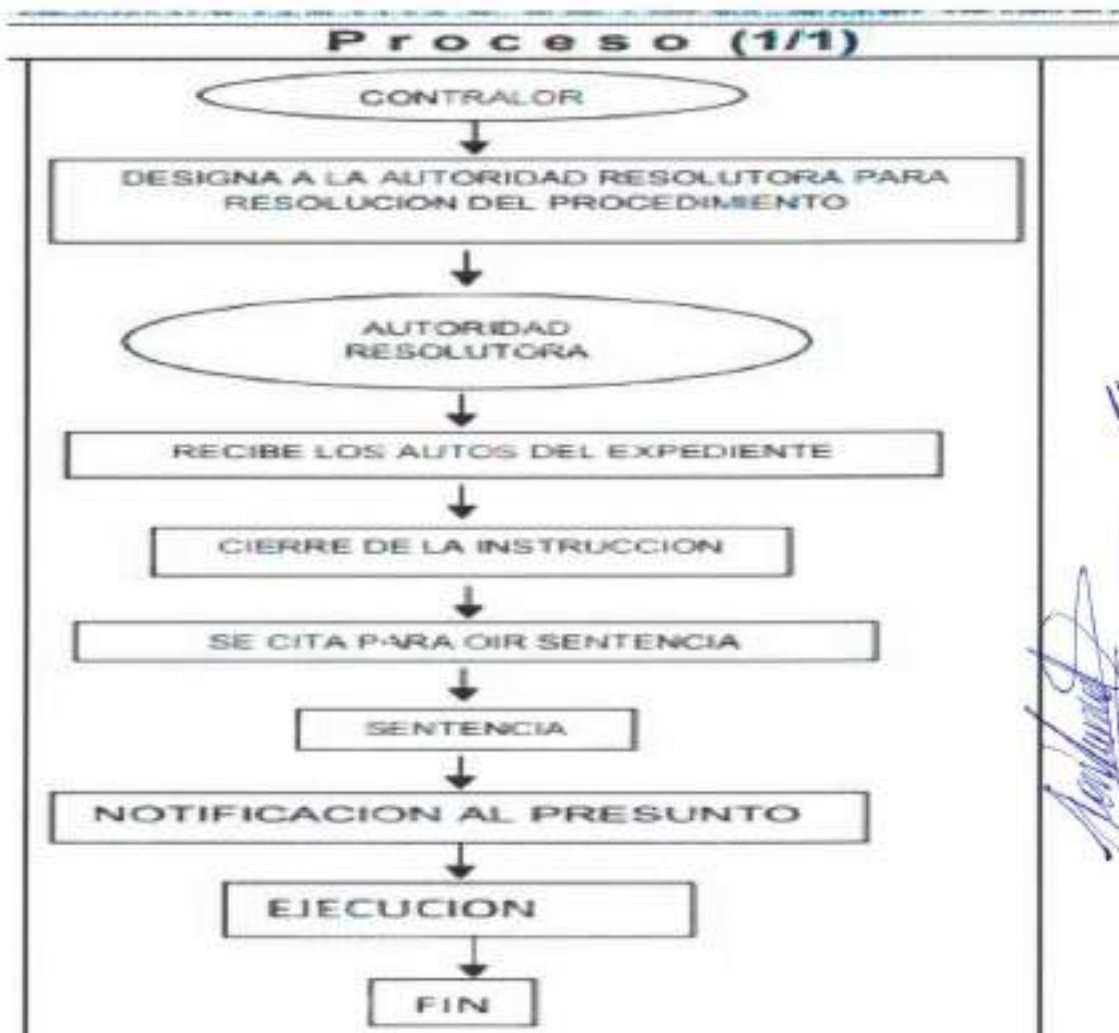 Proceso (1/1)
CONTRALOR
DESIGNA A LA AUTORIDAD RESOLUTORA PARA
RESOLUCION DEL PROCEDIMIENTO
AUTORIDAD
RESOLUTORA
RECIBE LOS AUTOS DEL EXPEDIENTE
CIERRE DE LA INSTRUCCION
SE CITA PARA OIR SENTENCIA
SENTENCIA
NOTIFICACION AL PRESUNTO
EJECUCION
FIN